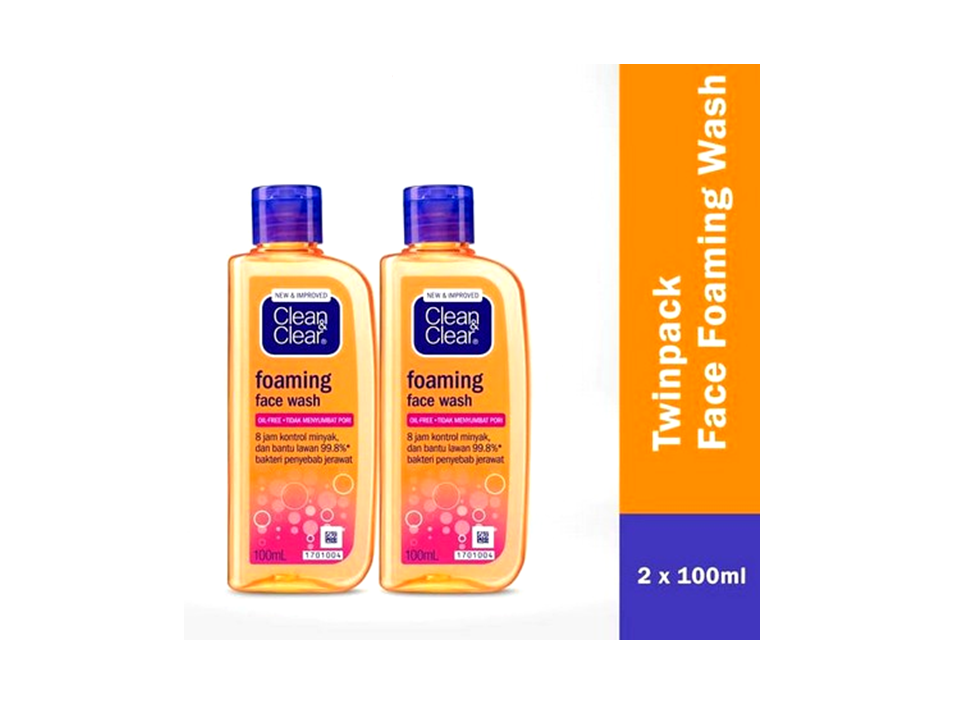 NEW & IMPROVED
Clean &
Clear®
foaming
face wash
OIL-FREE • TIDAK MENYUMBAT PORI
8 jam kontrol minyak,
dan bantu lawan 99.8%*
bakteri penyebab jerawat
100mL
1701004
NEW & IMPROVED
Clean &
Clear®
foaming
face wash
OIL-FREE • TIDAK MENYUMBAT PORI
8 jam kontrol minyak,
dan bantu lawan 99.8%*
bakteri penyebab jerawat
100mL
1701004
Twinpack
Face Foaming Wash
2 x 100ml